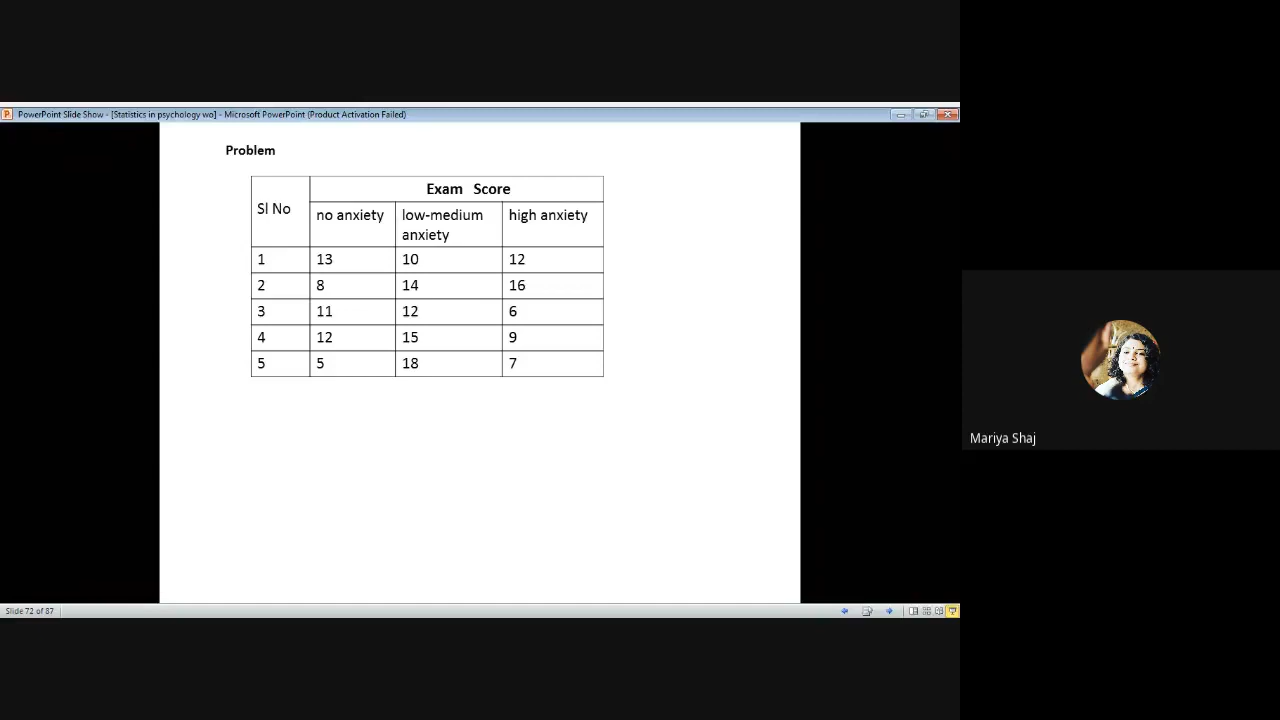 PowerPoint Slide Show - [Statistics in psychology wo] - Microsoft PowerPoint (Product Activation Failed)
Problem
Sl No
Exam Score
no anxiety low-medium anxiety high anxiety
1 13 10 12
2 8 14 16
3 11 12 6
4 12 15 9
5 5 18 7
Mariya Shaj
Slide 72 of 87